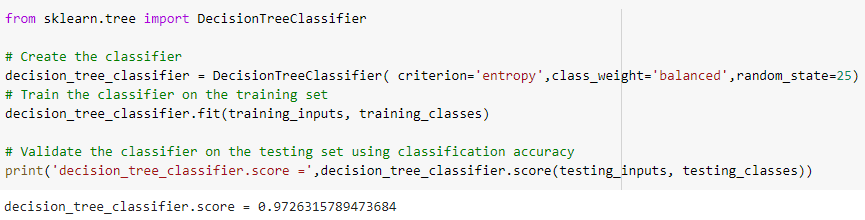 from sklearn.tree import DecisionTreeClassifier
# Create the classifier
decision_tree_classifier = DecisionTreeClassifier( criterion='entropy',class_weight='balanced',random_state=25)
# Train the classifier on the training set
decision_tree_classifier.fit(training_inputs, training_classes)
# Validate the classifier on the testing set using classification accuracy
print('decision_tree_classifier.score =',decision_tree_classifier.score(testing_inputs, testing_classes))
decision_tree_classifier.score = 0.9726315789473684